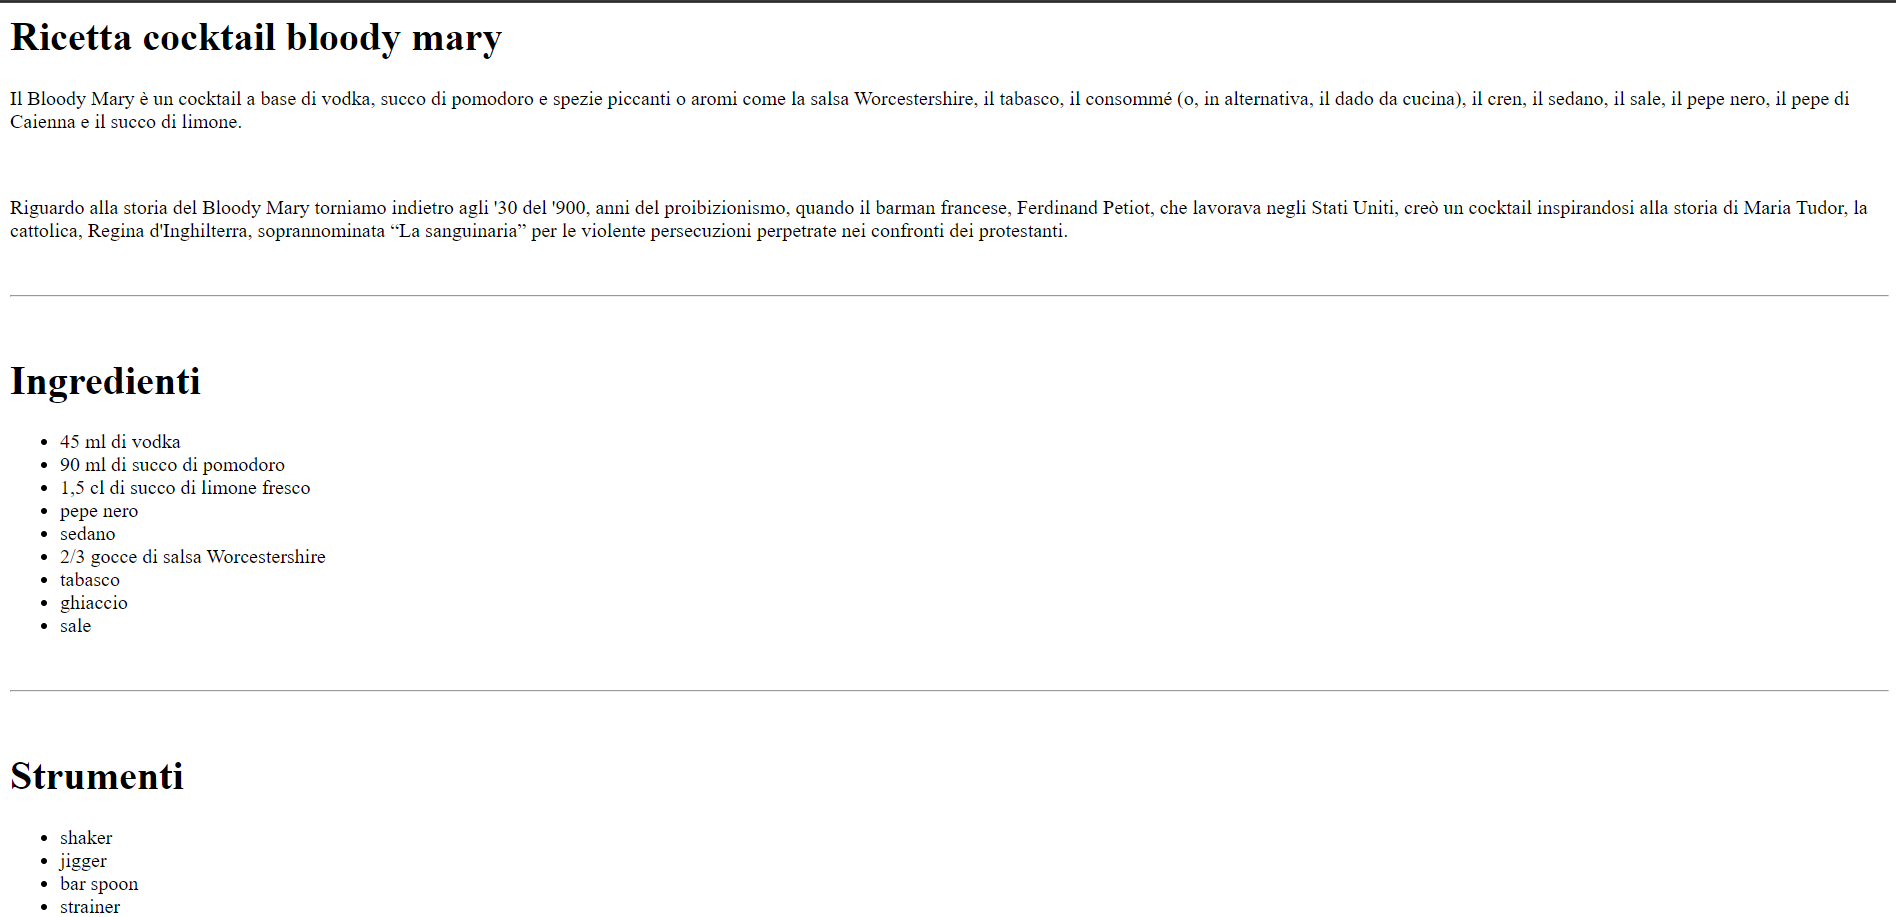 Ricetta cocktail bloody mary
Il Bloody Mary è un cocktail a base di vodka, succo di pomodoro e spezie piccanti o aromi come la salsa Worcestershire, il tabasco, il consommé (o, in alternativa, il dado da cucina), il cren, il sedano, il sale, il pepe nero, il pepe di
Caienna e il succo di limone.
Riguardo alla storia del Bloody Mary torniamo indietro agli '30 del '900, anni del proibizionismo, quando il barman francese, Ferdinand Petiot, che lavorava negli Stati Uniti, creò un cocktail inspirandosi alla storia di Maria Tudor, la
cattolica, Regina d'Inghilterra, soprannominata “La sanguinaria” per le violente persecuzioni perpetrate nei confronti dei protestanti.
Ingredienti
• 45 ml di vodka
• 90 ml di succo di pomodoro
• 1,5 cl di succo di limone fresco
• pepe nero
• sedano
• 2/3 gocce di salsa Worcestershire
• tabasco
• ghiaccio
• sale
Strumenti
• shaker
• jigger
• bar spoon
• strainer